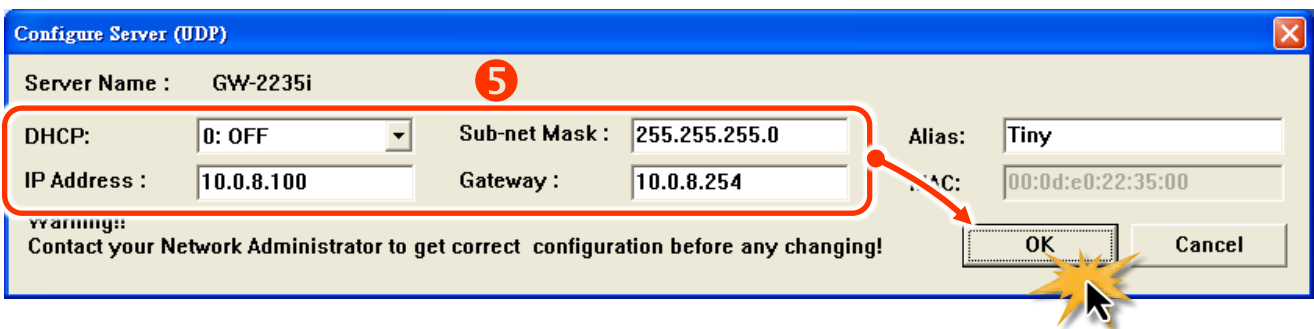 Configure Server (UDP)
Server Name : GW-2235i
5
DHCP: 0: OFF Sub-net Mask : 255.255.255.0 Alias: Tiny
IP Address : 10.0.8.100 Gateway : 10.0.8.254 MAC: 00:0d:e0:22:35:00
Warning!!
Contact your Network Administrator to get correct configuration before any changing!
OK Cancel